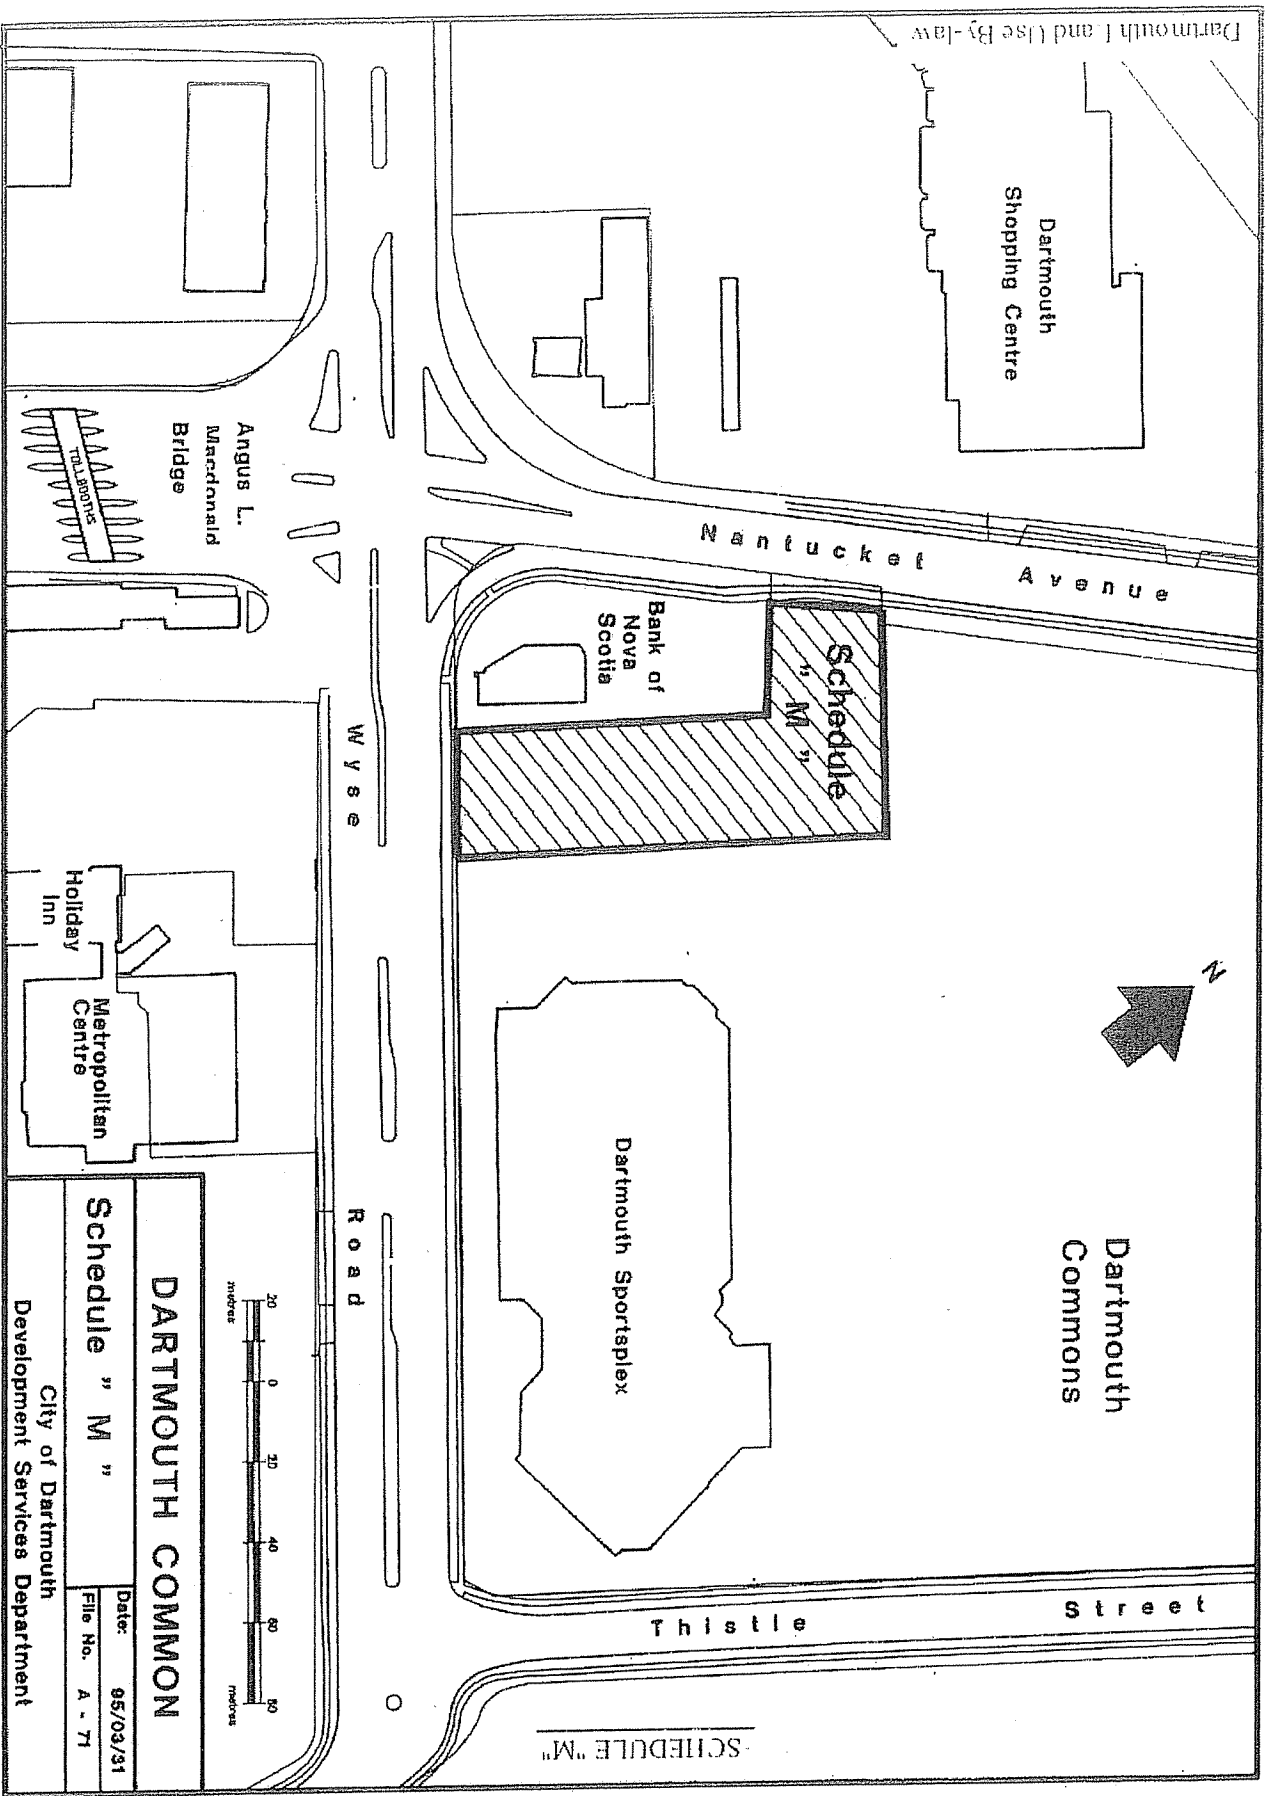 Dartmouth Land Use By-law
SCHEDULE "M"
Dartmouth
Shopping Centre
Nantucket Avenue
Angus L.
Macdonald
Bridge
TOLLBOOTHS
Bank of
Nova
Scotia
Schedule
" M "
Wyse Road
Holiday
Inn
Metropolitan
Centre
Dartmouth Sportsplex
Dartmouth
Commons
N
Thistle Street
metres
20 0 20 40 60 80
metres
DARTMOUTH COMMON
Schedule " M "
Date: 95/03/31
File No. A - 71
City of Dartmouth
Development Services Department